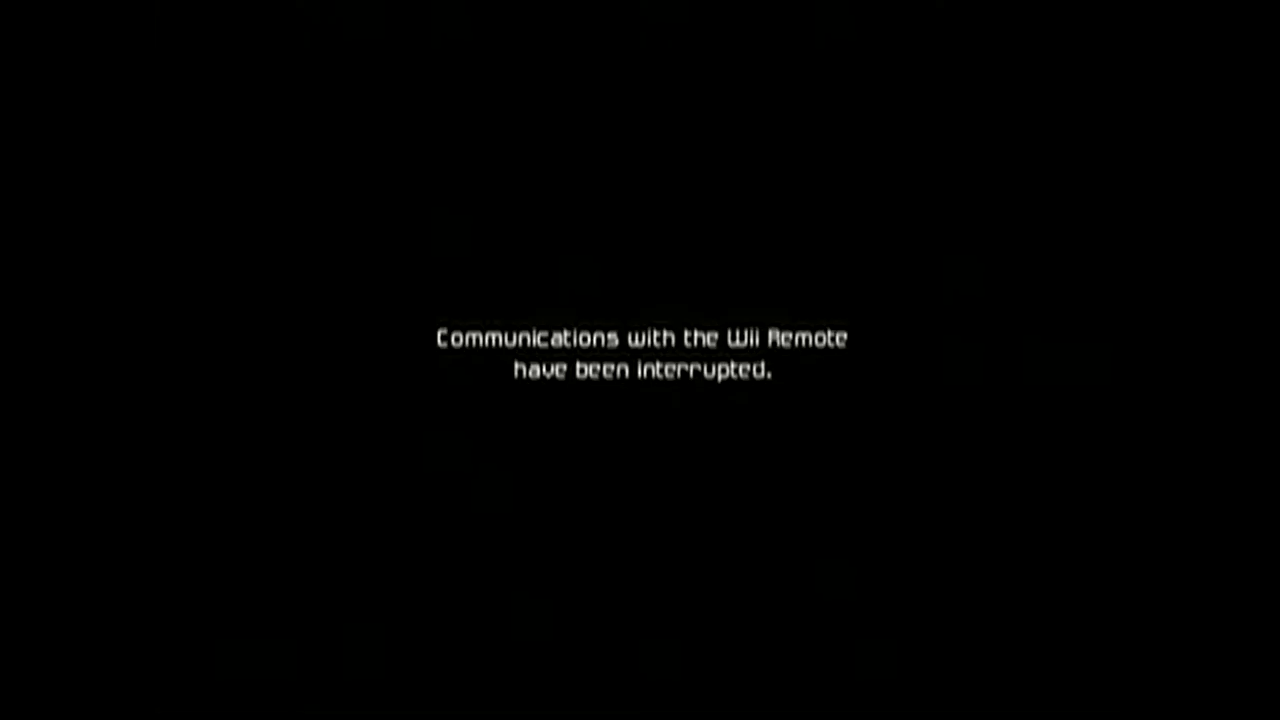 Communications with the Wii Remote
have been interrupted.